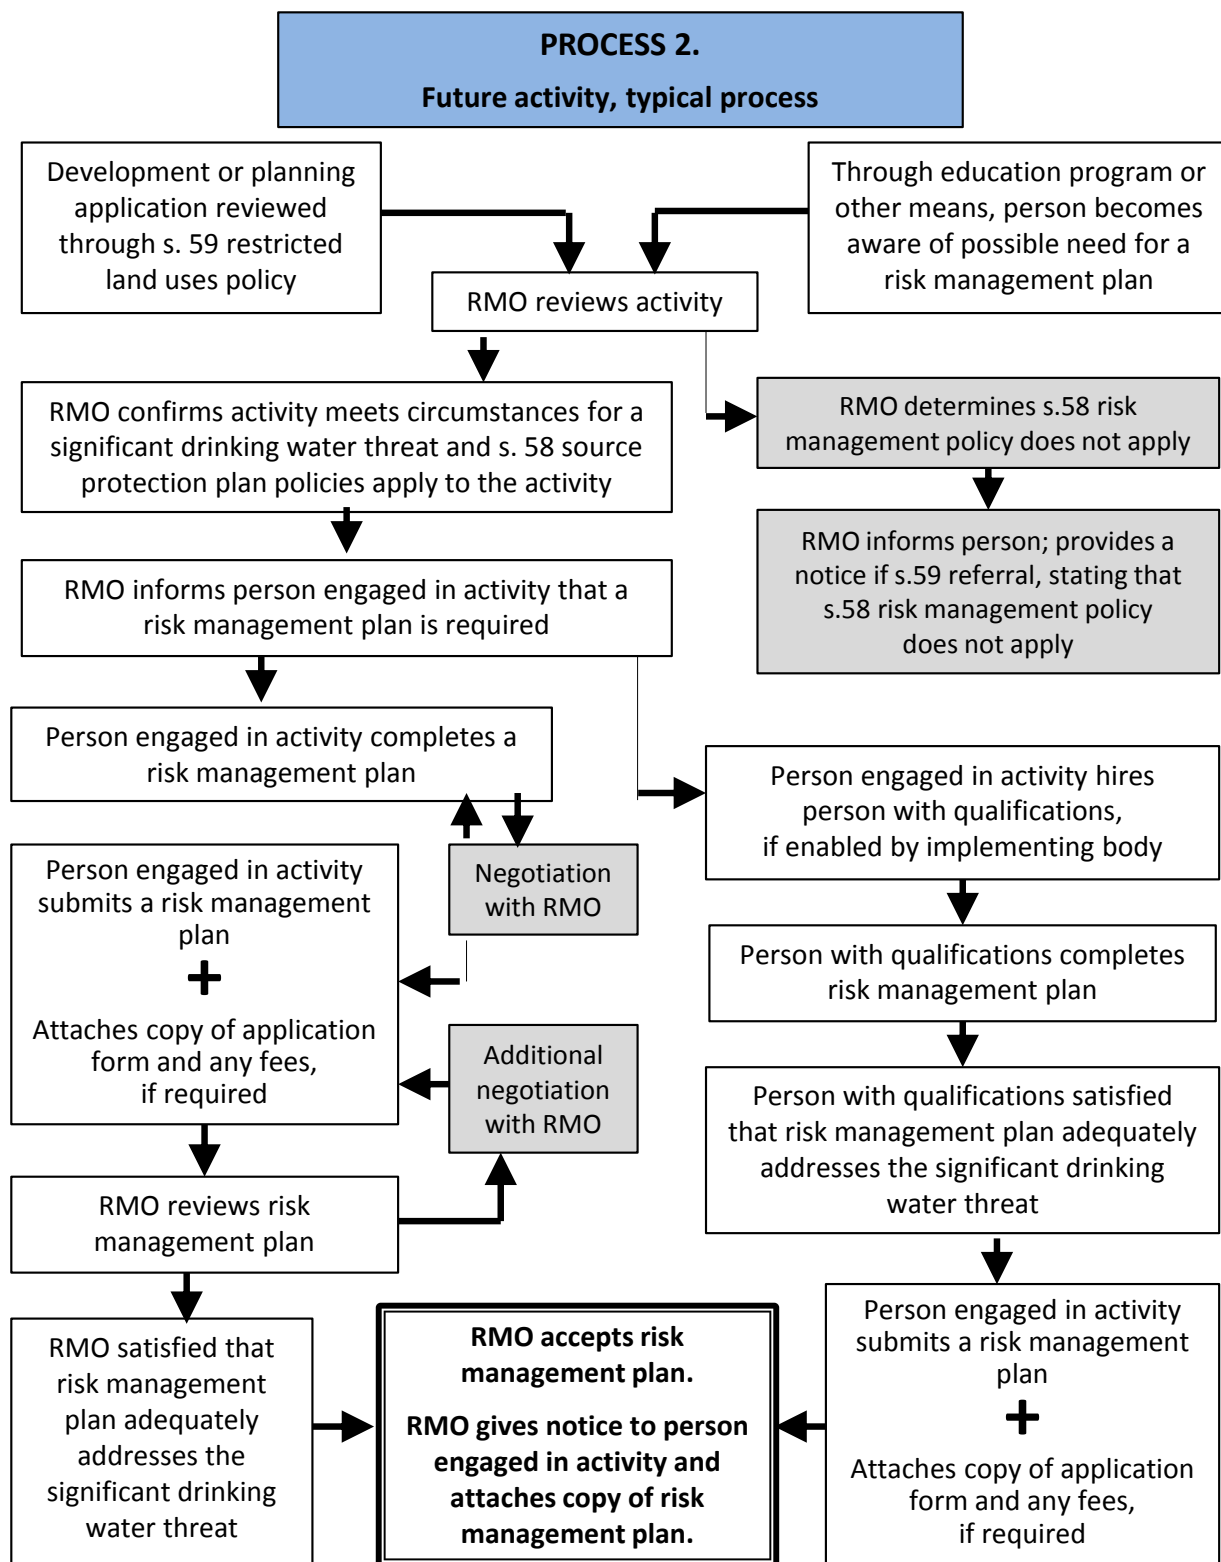 PROCESS 2.
Future activity, typical process
Development or planning
application reviewed
through s. 59 restricted
land uses policy
Through education program or
other means, person becomes
aware of possible need for a
risk management plan
RMO reviews activity
RMO confirms activity meets circumstances for a
significant drinking water threat and s. 58 source
protection plan policies apply to the activity
RMO determines s.58 risk
management policy does not apply
RMO informs person; provides a
notice if s.59 referral, stating that
s.58 risk management policy
does not apply
RMO informs person engaged in activity that a
risk management plan is required
Person engaged in activity completes a
risk management plan
Negotiation
with RMO
Person engaged in activity
submits a risk management
plan
+
Attaches copy of application
form and any fees,
if required
Additional
negotiation
with RMO
RMO reviews risk
management plan
RMO satisfied that
risk management
plan adequately
addresses the
significant drinking
water threat
Person engaged in activity hires
person with qualifications,
if enabled by implementing body
Person with qualifications completes
risk management plan
Person with qualifications satisfied
that risk management plan adequately
addresses the significant drinking
water threat
Person engaged in activity
submits a risk management
plan
+
Attaches copy of application
form and any fees,
if required
RMO accepts risk
management plan.
RMO gives notice to person
engaged in activity and
attaches copy of risk
management plan.